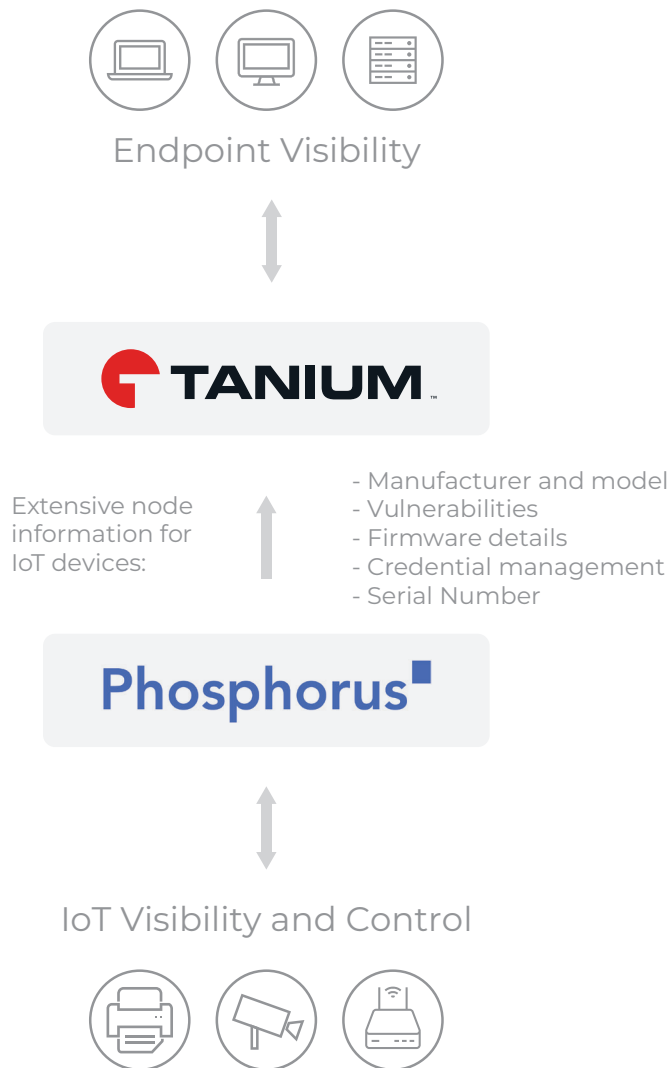 Endpoint Visibility
TANIUM™
Extensive node
information for
IoT devices:
- Manufacturer and model
- Vulnerabilities
- Firmware details
- Credential management
- Serial Number
Phosphorus
IoT Visibility and Control